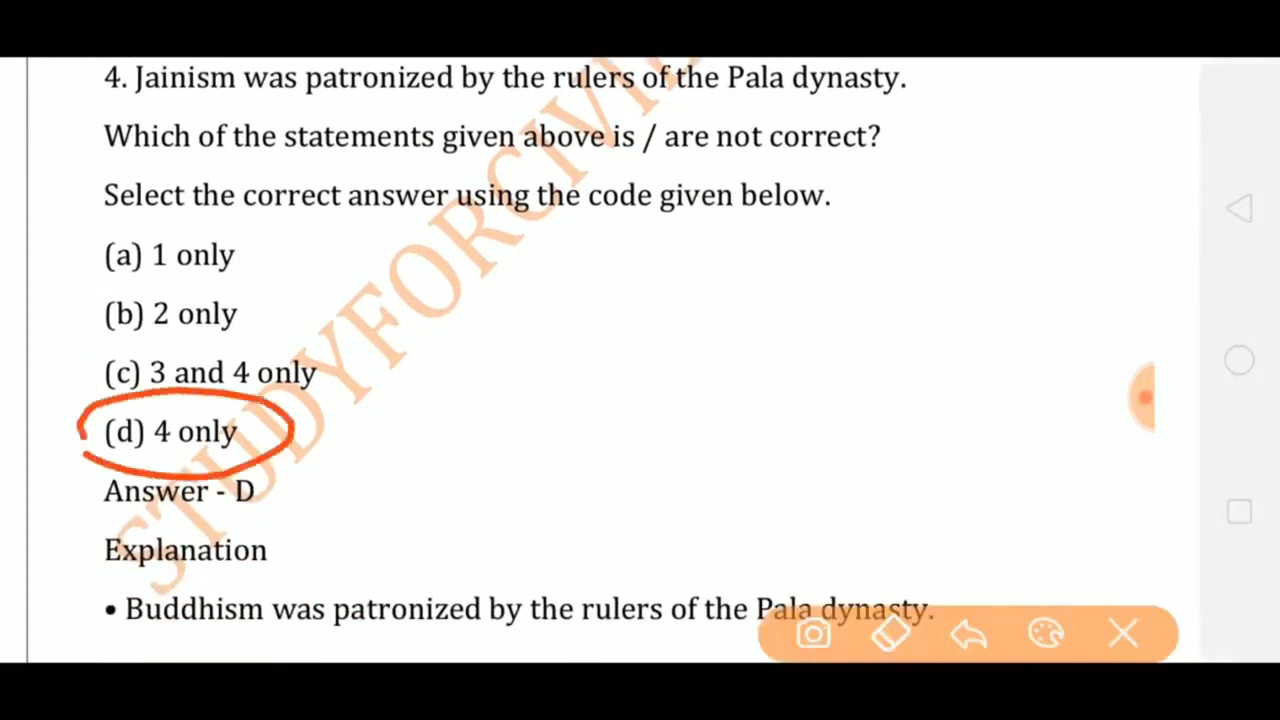 4. Jainism was patronized by the rulers of the Pala dynasty.
Which of the statements given above is / are not correct?
Select the correct answer using the code given below.
(a) 1 only
(b) 2 only
(c) 3 and 4 only
(d) 4 only
Answer - D
Explanation
• Buddhism was patronized by the rulers of the Pala dynasty.
STUDYFORCIVIL